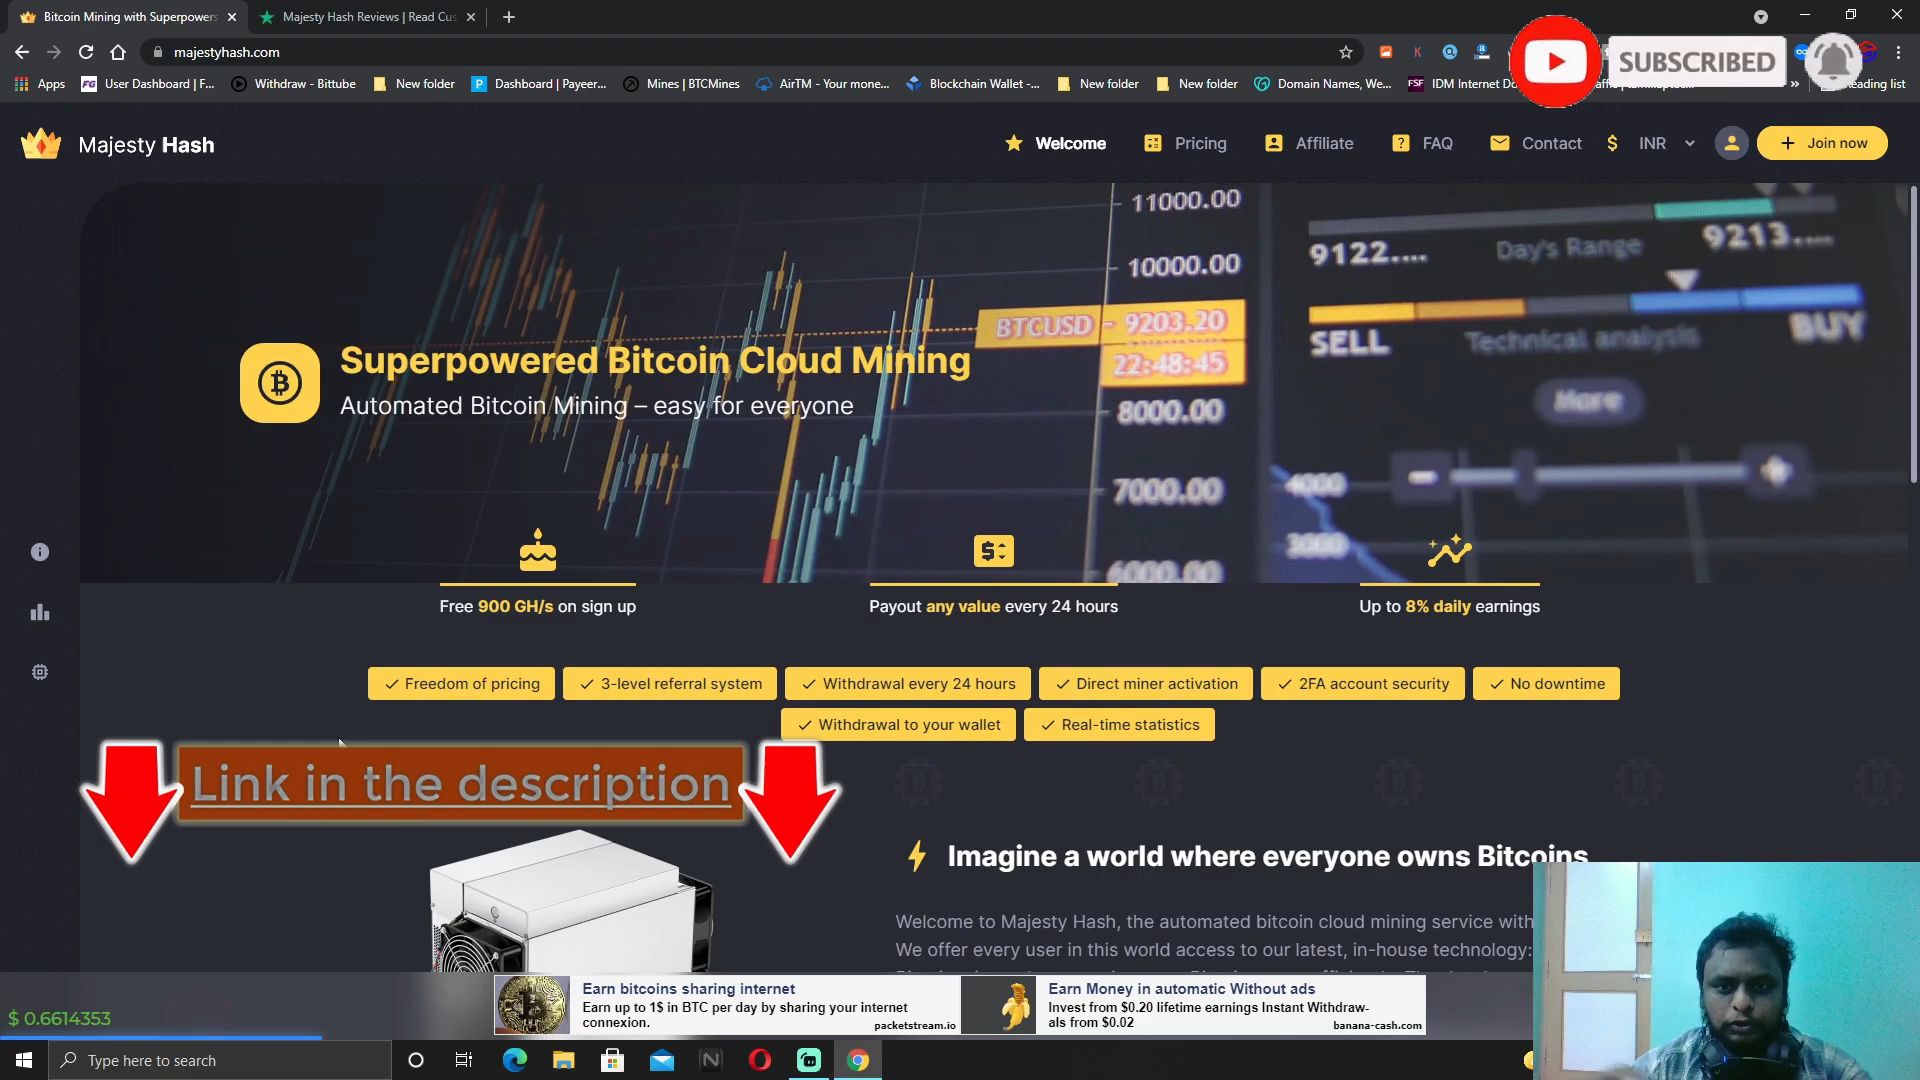 Bitcoin Mining with Superpowers
Majesty Hash Reviews | Read Cus
majestyhash.com
SUBSCRIBED
Apps
User Dashboard | F...
Withdraw - Bittube
New folder
Dashboard | Payeer...
Mines | BTCMines
AirTM - Your mone...
Blockchain Wallet -...
New folder
New folder
Domain Names, We...
IDM Internet Do
Reading list
Majesty Hash
Welcome
Pricing
Affiliate
FAQ
Contact
$ INR
+ Join now
11000.00
10000.00
BTCUSD
9203.20
22:48:45
8000.00
7000.00
6000.00
9122....
Day's Range
9213....
SELL
Technical analysis
BUY
More
4000
3000
Superpowered Bitcoin Cloud Mining
Automated Bitcoin Mining – easy for everyone
Free 900 GH/s on sign up
Payout any value every 24 hours
Up to 8% daily earnings
Freedom of pricing
3-level referral system
Withdrawal every 24 hours
Direct miner activation
2FA account security
No downtime
Withdrawal to your wallet
Real-time statistics
Link in the description
Imagine a world where everyone owns Bitcoins
Welcome to Majesty Hash, the automated bitcoin cloud mining service with
We offer every user in this world access to our latest, in-house technology:
Earn bitcoins sharing internet
Earn up to 1$ in BTC per day by sharing your internet
connexion.
packetstream.io
Earn Money in automatic Without ads
Invest from $0.20 lifetime earnings Instant Withdraw-
als from $0.02
banana-cash.com
$ 0.6614353
Type here to search